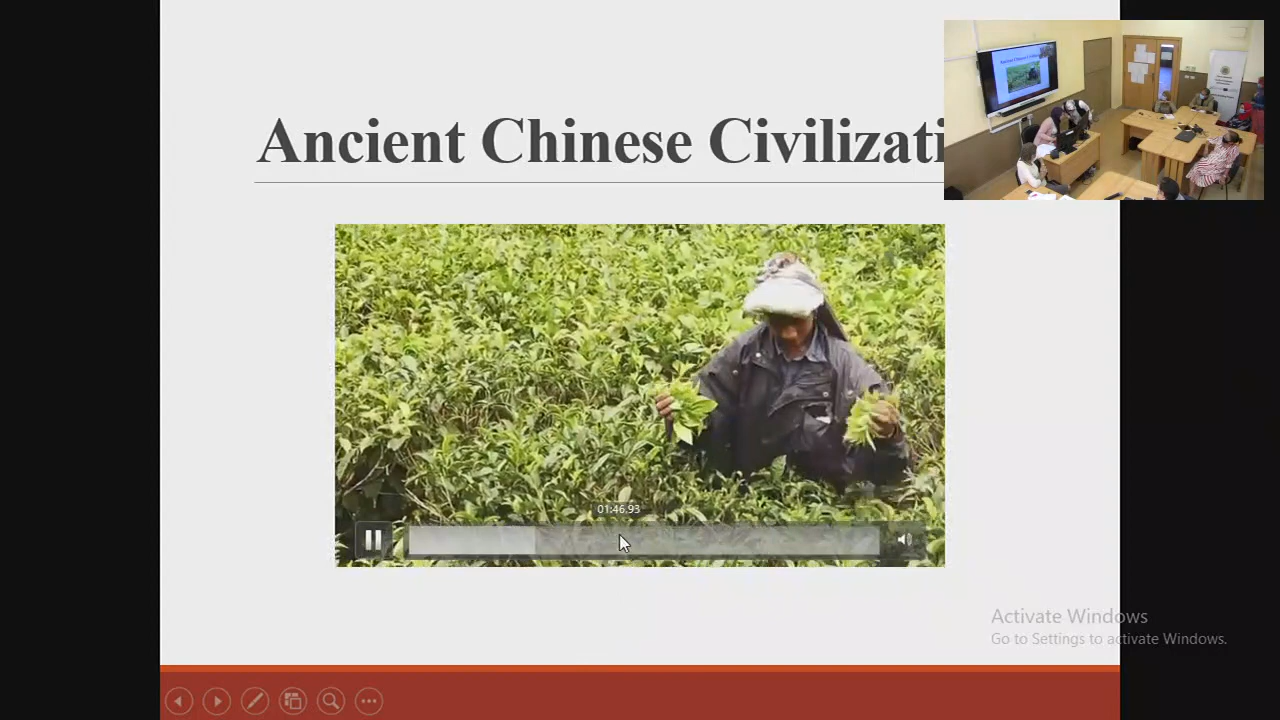 Ancient Chinese Civilizati
01:46.93
Activate Windows
Go to Settings to activate Windows.